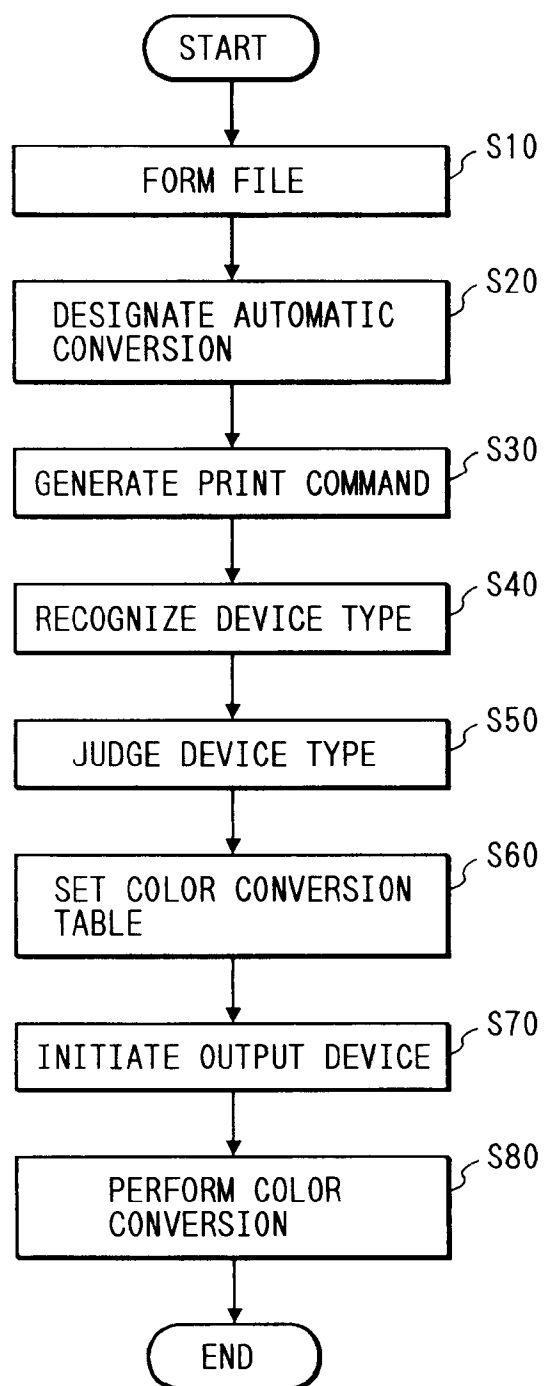 START
S10
FORM FILE
S20
DESIGNATE AUTOMATIC
CONVERSION
S30
GENERATE PRINT COMMAND
S40
RECOGNIZE DEVICE TYPE
S50
JUDGE DEVICE TYPE
S60
SET COLOR CONVERSION
TABLE
S70
INITIATE OUTPUT DEVICE
S80
PERFORM COLOR
CONVERSION
END